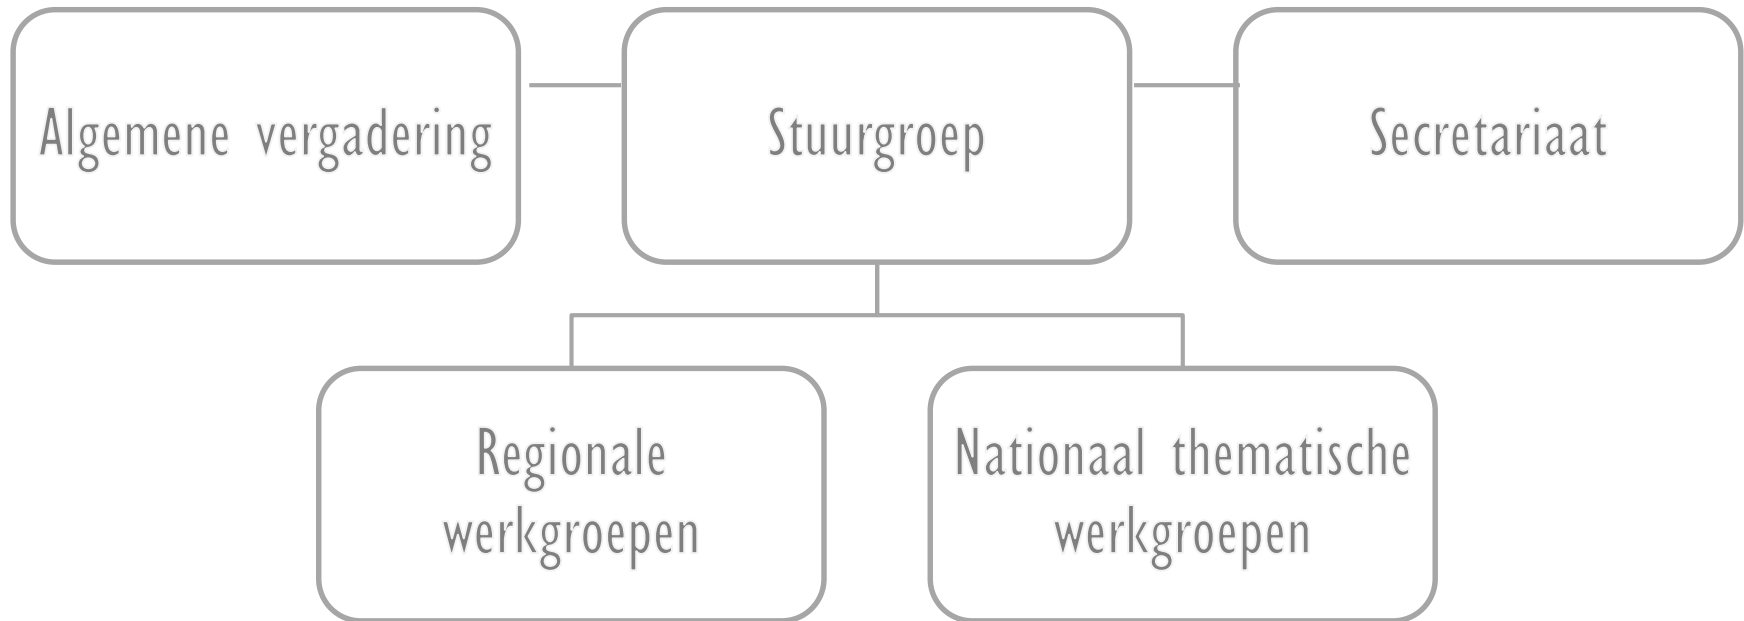 Algemene vergadering
Stuurgroep
Secretariaat
Regionale
werkgroepen
Nationaal thematische
werkgroepen